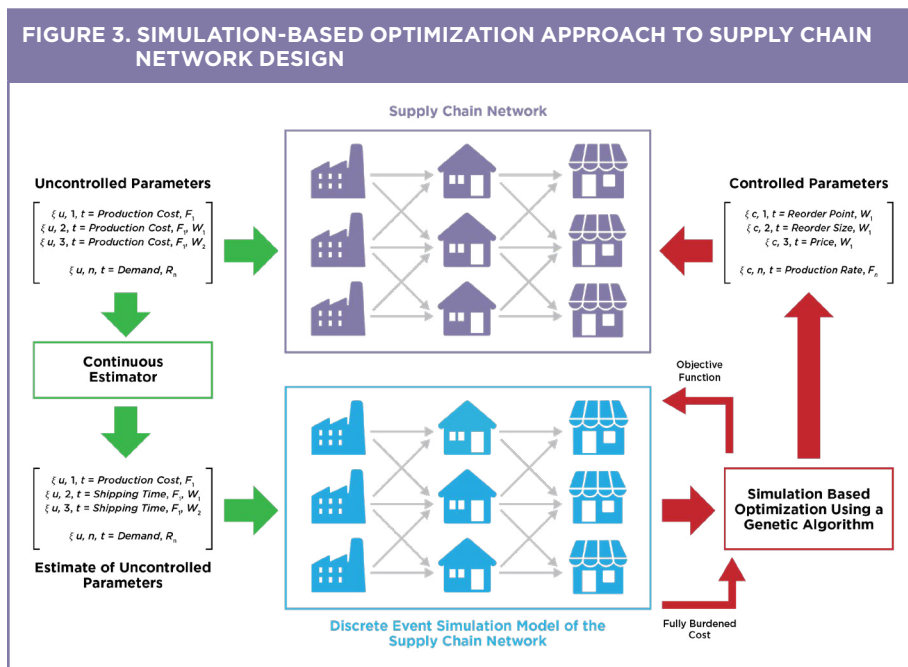 FIGURE 3. SIMULATION-BASED OPTIMIZATION APPROACH TO SUPPLY CHAIN
NETWORK DESIGN
Supply Chain Network
Uncontrolled Parameters
ξ u, 1, t = Production Cost, F₁
ξ u, 2, t = Production Cost, F₁, W₁
ξ u, 3, t = Production Cost, F₁, W₂
ξ u, n, t = Demand, Rₙ
Controlled Parameters
ξ c, 1, t = Reorder Point, W₁
ξ c, 2, t = Reorder Size, W₁
ξ c, 3, t = Price, W₁
ξ c, n, t = Production Rate, Fₙ
Continuous
Estimator
Objective
Function
ξ u, 1, t = Production Cost, F₁
ξ u, 2, t = Shipping Time, F₁, W₁
ξ u, 3, t = Shipping Time, F₁, W₂
ξ u, n, t = Demand, Rₙ
Estimate of Uncontrolled
Parameters
Simulation Based
Optimization Using a
Genetic Algorithm
Fully Burdened
Cost
Discrete Event Simulation Model of the
Supply Chain Network